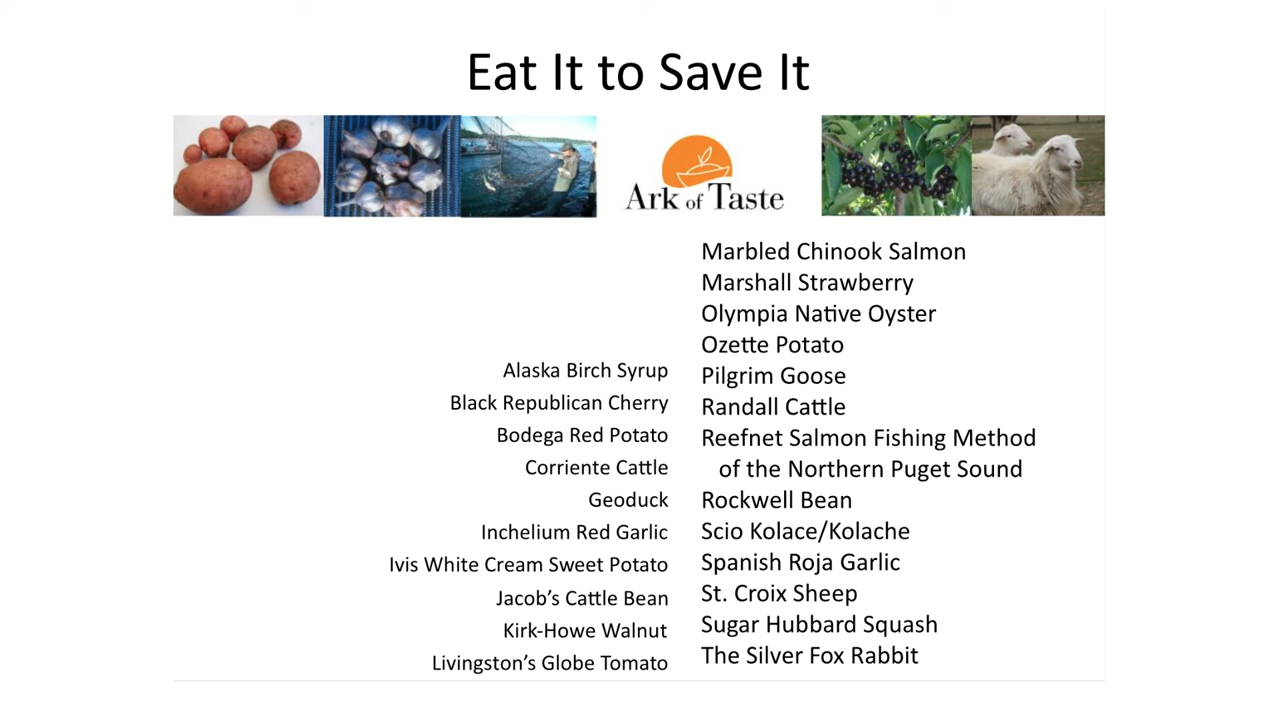 Eat It to Save It
Ark of Taste
Alaska Birch Syrup
Black Republican Cherry
Bodega Red Potato
Corriente Cattle
Geoduck
Inchelium Red Garlic
Ivis White Cream Sweet Potato
Jacob’s Cattle Bean
Kirk-Howe Walnut
Livingston’s Globe Tomato
Marbled Chinook Salmon
Marshall Strawberry
Olympia Native Oyster
Ozette Potato
Pilgrim Goose
Randall Cattle
Reefnet Salmon Fishing Method
of the Northern Puget Sound
Rockwell Bean
Scio Kolace/Kolache
Spanish Roja Garlic
St. Croix Sheep
Sugar Hubbard Squash
The Silver Fox Rabbit